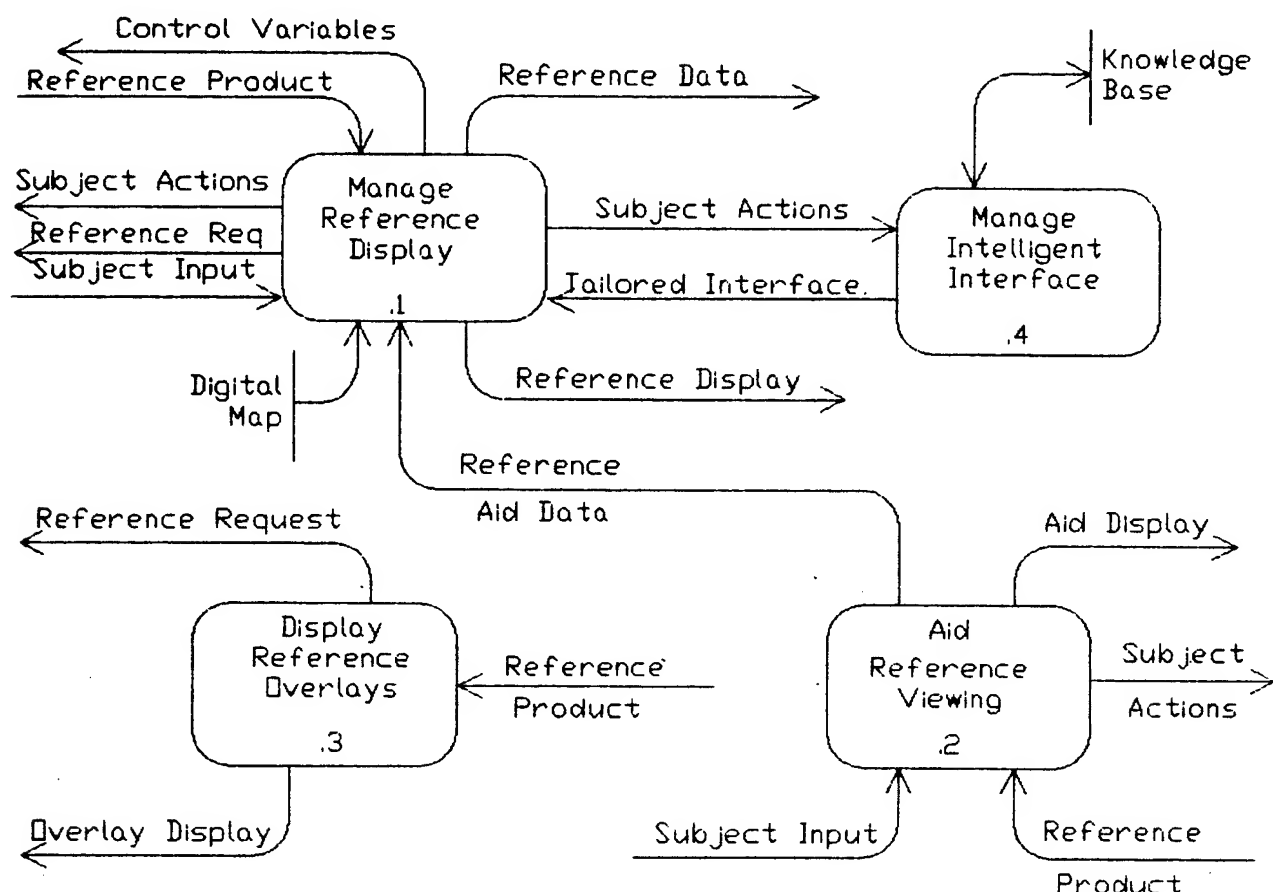 Control Variables
Reference Product
Reference Data
Knowledge
Base
Subject Actions
Reference Req
Subject Input
Manage
Reference
Display
.1
Subject Actions
Tailored Interface.
Manage
Intelligent
Interface
.4
Digital
Map
Reference Display
Reference
Aid Data
Reference Request
Aid Display
Display
Reference
Overlays
.3
Reference
Product
Aid
Reference
Viewing
.2
Subject
Actions
Overlay Display
Subject Input
Reference
Product